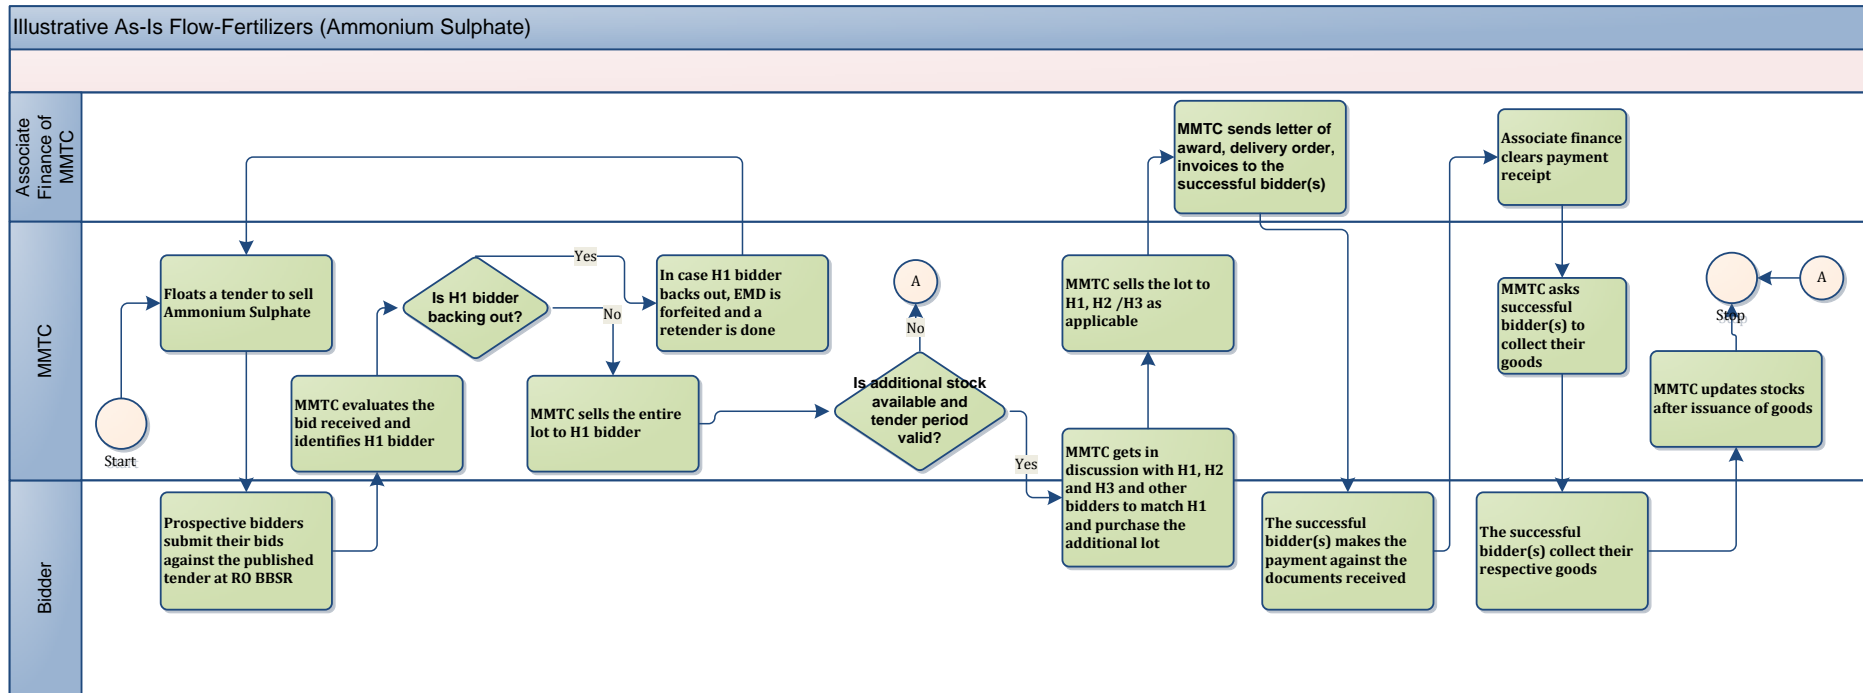 Illustrative As-Is Flow-Fertilizers (Ammonium Sulphate)
Associate
Finance of
MMTC
MMTC sends letter of
award, delivery order,
invoices to the
successful bidder(s)
Associate finance
clears payment
receipt
MMTC
Start
Floats a tender to sell
Ammonium Sulphate
MMTC evaluates the
bid received and
identifies H1 bidder
Is H1 bidder
backing out?
Yes
No
In case H1 bidder
backs out, EMD is
forfeited and a
retender is done
MMTC sells the entire
lot to H1 bidder
A
No
Is additional stock
available and
tender period
valid?
Yes
MMTC sells the lot to
H1, H2 /H3 as
applicable
MMTC gets in
discussion with H1, H2
and H3 and other
bidders to match H1
and purchase the
additional lot
MMTC asks
successful
bidder(s) to
collect their
goods
Stop
A
MMTC updates stocks
after issuance of goods
Bidder
Prospective bidders
submit their bids
against the published
tender at RO BBSR
The successful
bidder(s) makes the
payment against the
documents received
The successful
bidder(s) collect their
respective goods